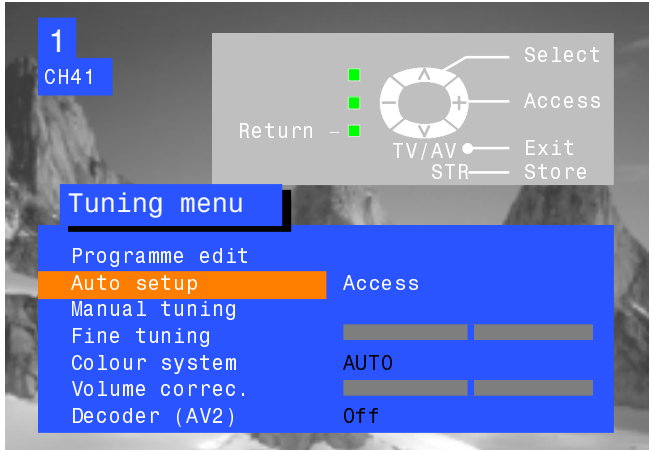 1
CH41
Select
Access
Return –
TV/AV
Exit
STR
Store
Tuning menu
Programme edit
Auto setup Access
Manual tuning
Fine tuning
Colour system AUTO
Volume correc.
Decoder (AV2) Off